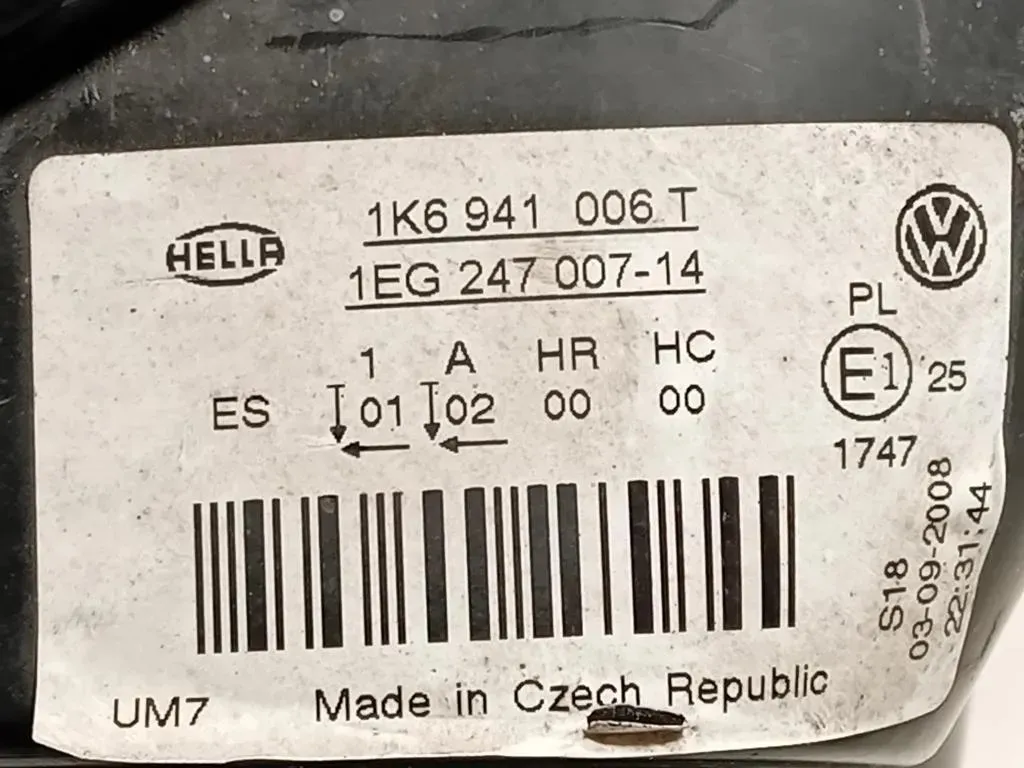 HELLA
1K6 941 006 T
1EG 247 007-14
VW
PL
E1 25
1747
1 A HR HC
ES 01 02 00 00
S18
03-09-2008
22:31:44
UM7 Made in Czech Republic